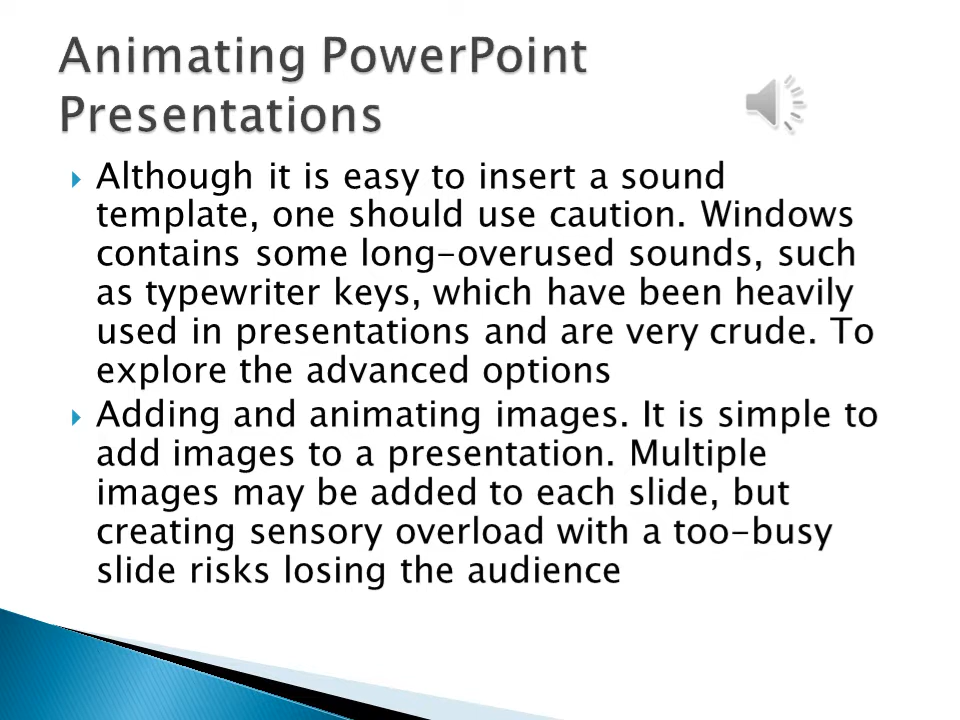 Animating PowerPoint
Presentations
Although it is easy to insert a sound
template, one should use caution. Windows
contains some long-overused sounds, such
as typewriter keys, which have been heavily
used in presentations and are very crude. To
explore the advanced options
Adding and animating images. It is simple to
add images to a presentation. Multiple
images may be added to each slide, but
creating sensory overload with a too-busy
slide risks losing the audience